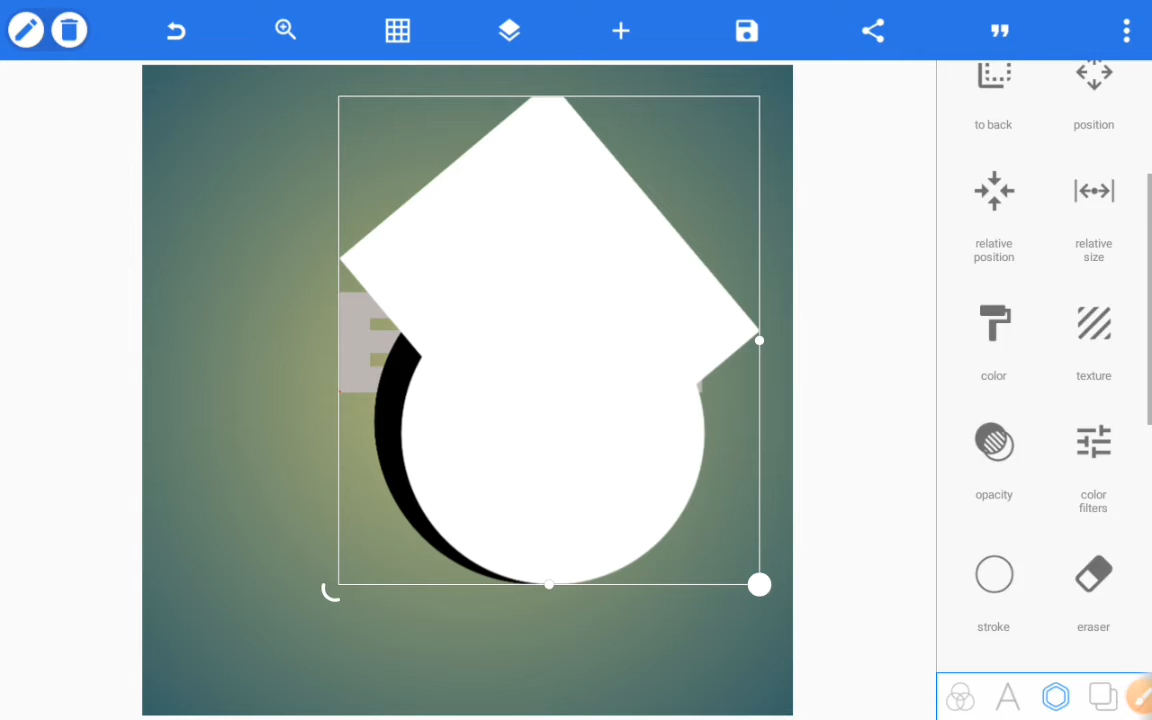 to back
position
relative
position
relative
size
color
texture
opacity
color
filters
stroke
eraser
E